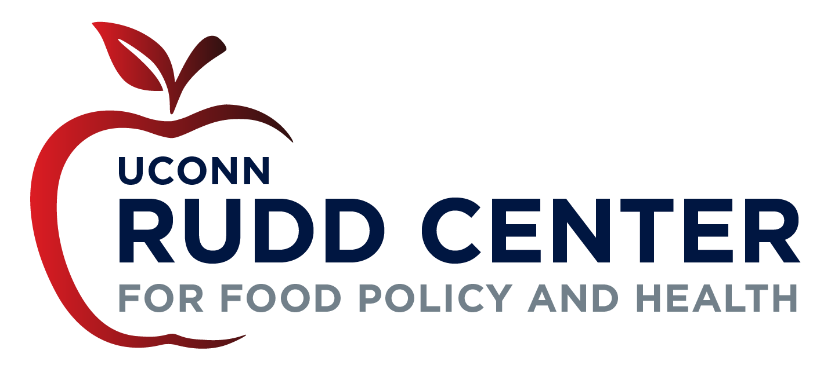 UCONN
RUDD CENTER
FOR FOOD POLICY AND HEALTH